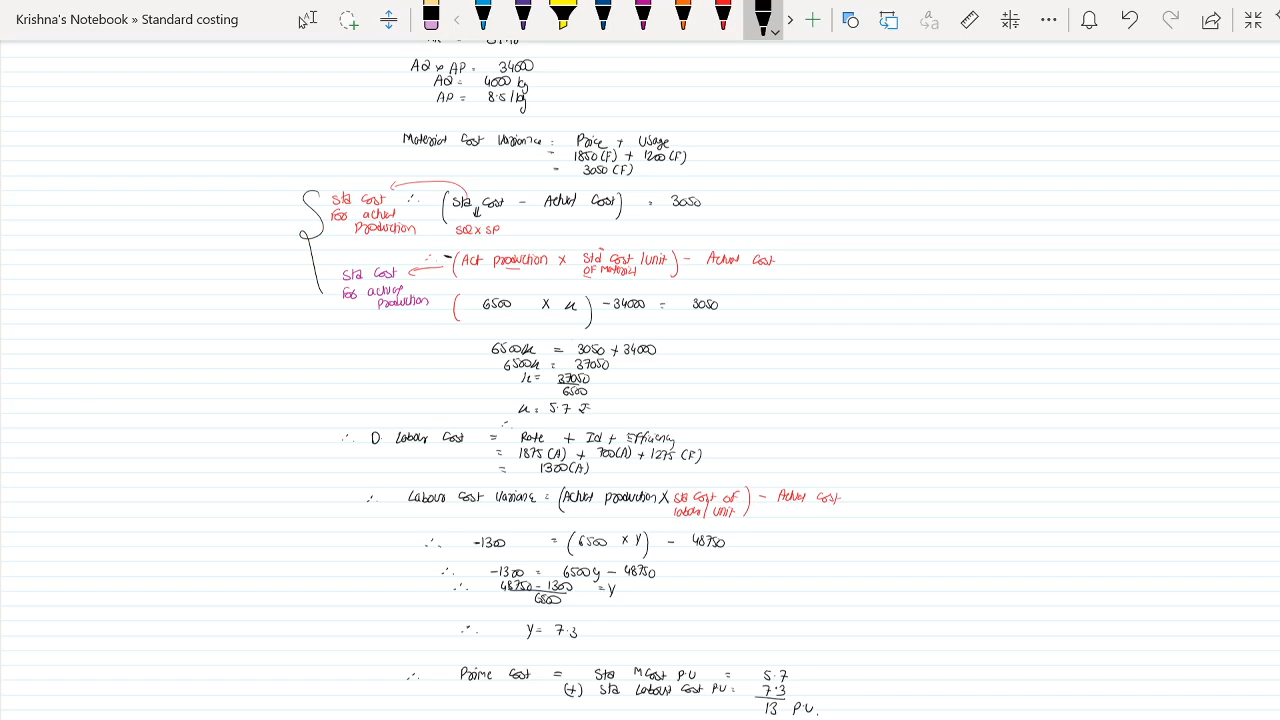 Krishna's Notebook » Standard costing
AQ x AP = 34000
AQ = 4000 kg
AP = 8.5/kg
Material Cost Variance = Price + Usage
= 1850(F) + 1200(F)
= 3050(F)
Std Cost For actual Production
∴ (Std Cost - Actual Cost) = 3050
SQ x SP
∴ (Act production x Std Cost /unit OF Material) - Actual Cost
Std Cost For actual Production
(6500 x u) - 34000 = 3050
6500u = 3050 + 34000
6500u = 37050
u = 37050
6500
u = 5.7
∴ D. Labour Cost = Rate + Id + Efficiency
= 1875(A) + 700(A) + 1275(F)
= 1300(A)
∴ Labour Cost Variance = (Actual production x Std Cost of labour/unit) - Actual Cost
∴ -1300 = (6500 x Y) - 48750
∴ -1300 = 6500y - 48750
∴ 48750 - 1300 = Y
6500
∴ Y = 7.3
∴ Prime Cost = Std M Cost P.U = 5.7
(+) Std Labour Cost PU = 7.3
13 P.U.